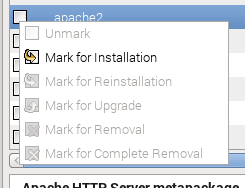 apache2
Unmark
Mark for Installation
Mark for Reinstallation
Mark for Upgrade
Mark for Removal
Mark for Complete Removal
Apache HTTP Server metapackage